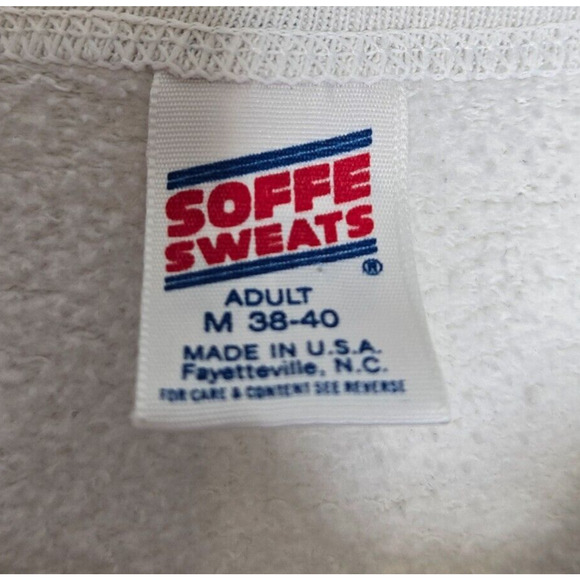 SOFFE
SWEATS
®
ADULT
M 38-40
MADE IN U.S.A.
Fayetteville, N.C.
FOR CARE & CONTENT SEE REVERSE